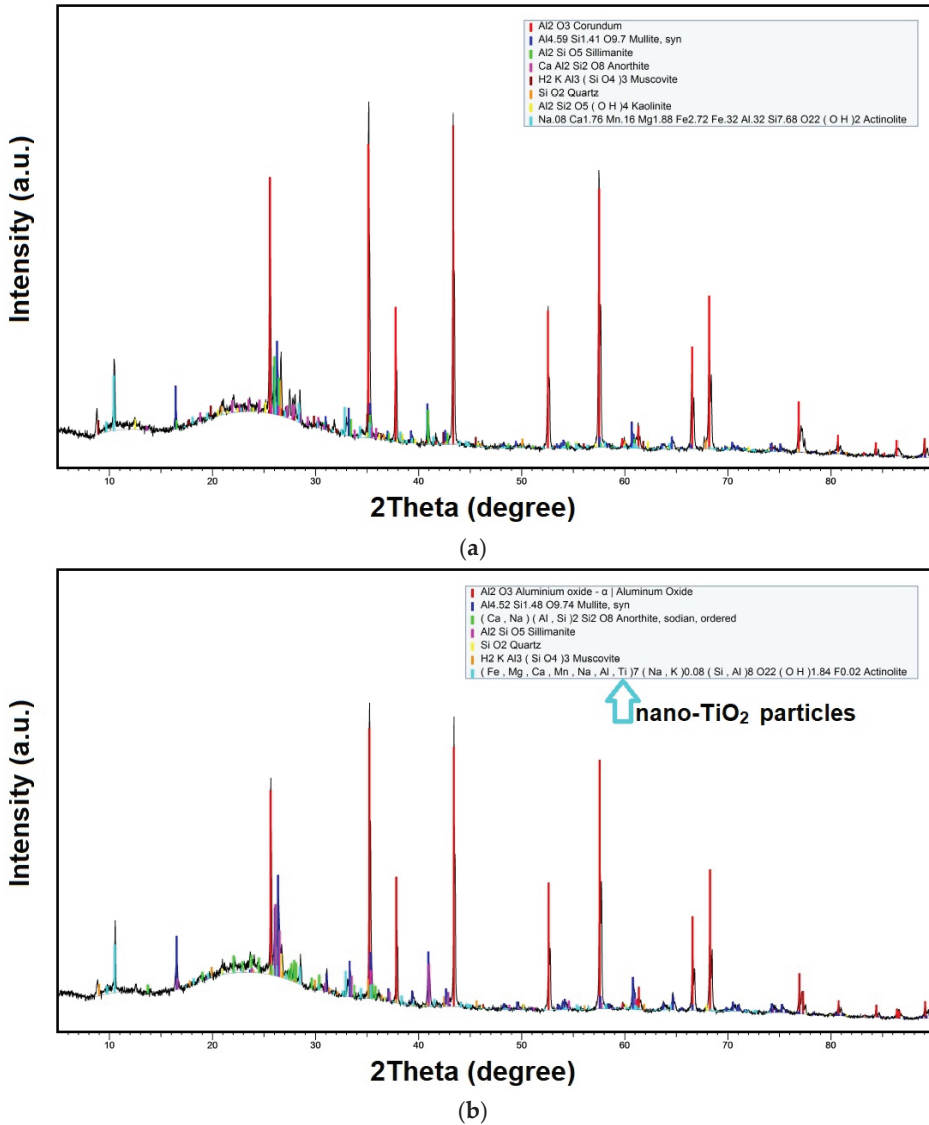 Al2 O3 Corundum
Al4.59 Si1.41 O9.7 Mullite, syn
Al2 Si O5 Sillimanite
Ca Al2 Si2 O8 Anorthite
H2 K Al3 ( Si O4 )3 Muscovite
Si O2 Quartz
Al2 Si2 O5 ( O H )4 Kaolinite
Na.08 Ca1.76 Mn.16 Mg1.88 Fe2.72 Fe.32 Al.32 Si7.68 O22 ( O H )2 Actinolite
Intensity (a.u.)
10 20 30 40 50 60 70 80
2Theta (degree)
(a)
Al2 O3 Aluminium oxide - α | Aluminum Oxide
Al4.52 Si1.48 O9.74 Mullite, syn
( Ca , Na ) ( Al , Si )2 Si2 O8 Anorthite, sodian, ordered
Al2 Si O5 Sillimanite
Si O2 Quartz
H2 K Al3 ( Si O4 )3 Muscovite
( Fe , Mg , Ca , Mn , Na , Al , Ti )7 ( Na , K )0.08 ( Si , Al )8 O22 ( O H )1.84 F0.02 Actinolite
nano-TiO₂ particles
Intensity (a.u.)
10 20 30 40 50 60 70 80
2Theta (degree)
(b)